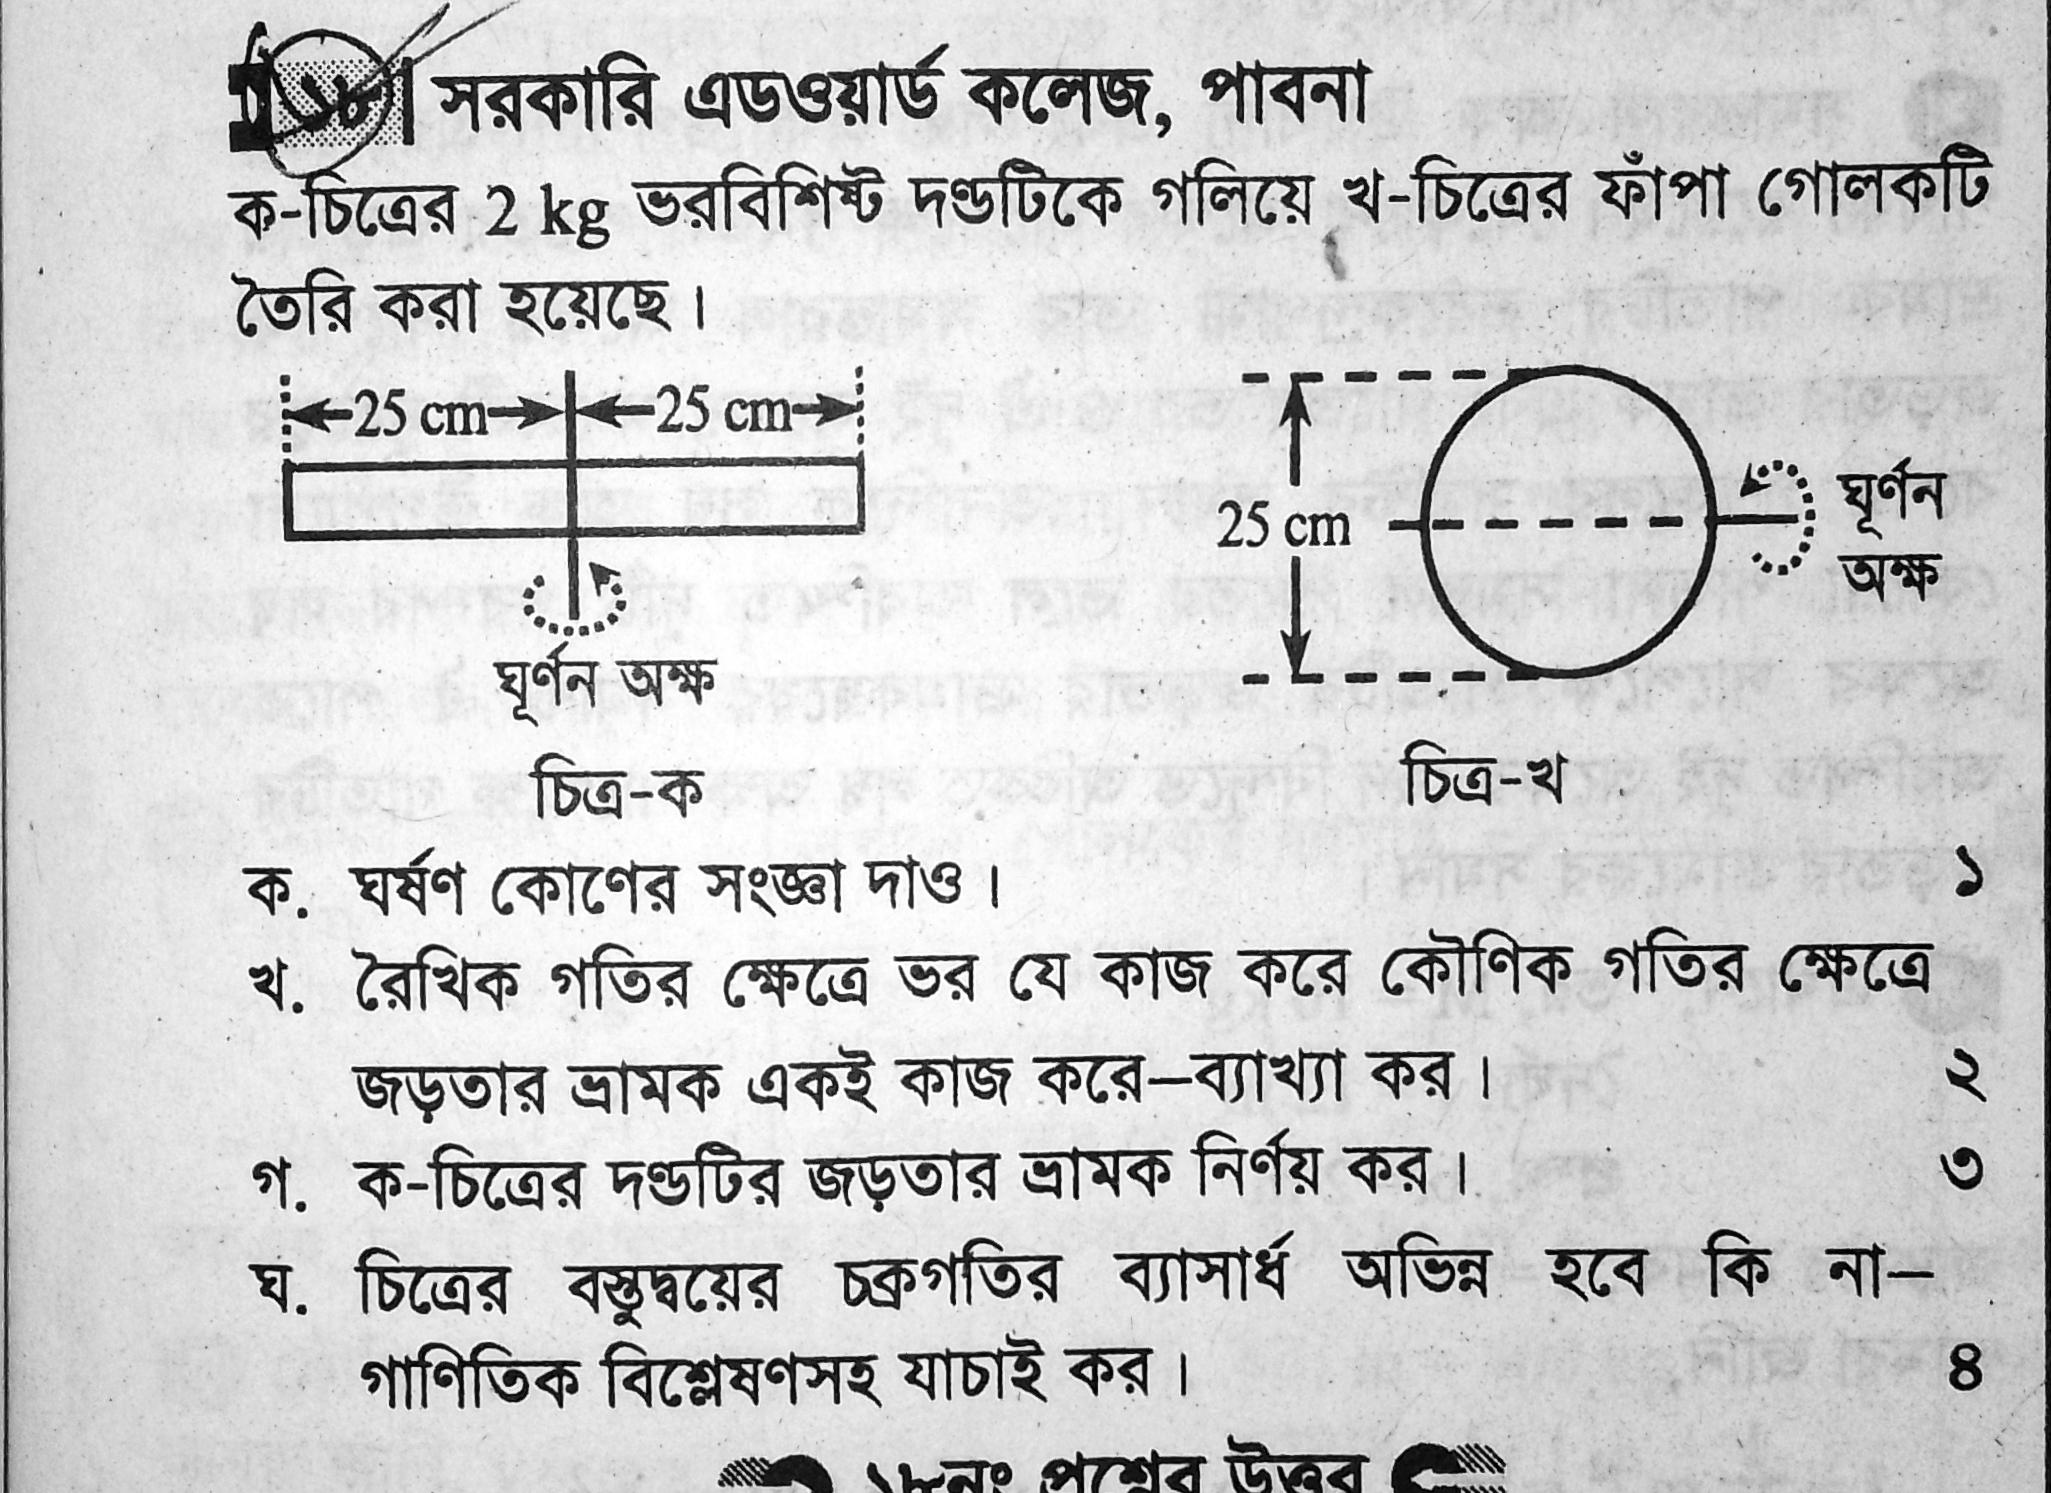 ১৮। সরকারি এডওয়ার্ড কলেজ, পাবনা
ক-চিত্রের 2 kg ভরবিশিষ্ট দণ্ডটিকে গলিয়ে খ-চিত্রের ফাঁপা গোলকটি
তৈরি করা হয়েছে।
25 cm 25 cm
25 cm
ঘূর্ণন
অক্ষ
ঘূর্ণন অক্ষ
চিত্র-ক
চিত্র-খ
ক. ঘর্ষণ কোণের সংজ্ঞা দাও। ১
খ. রৈখিক গতির ক্ষেত্রে ভর যে কাজ করে কৌণিক গতির ক্ষেত্রে
জড়তার ভ্রামক একই কাজ করে–ব্যাখ্যা কর। ২
গ. ক-চিত্রের দণ্ডটির জড়তার ভ্রামক নির্ণয় কর। ৩
ঘ. চিত্রের বস্তুদ্বয়ের চক্রগতির ব্যাসার্ধ অভিন্ন হবে কি না–
গাণিতিক বিশ্লেষণসহ যাচাই কর। ৪
১৮নং প্রশ্নের উত্তর